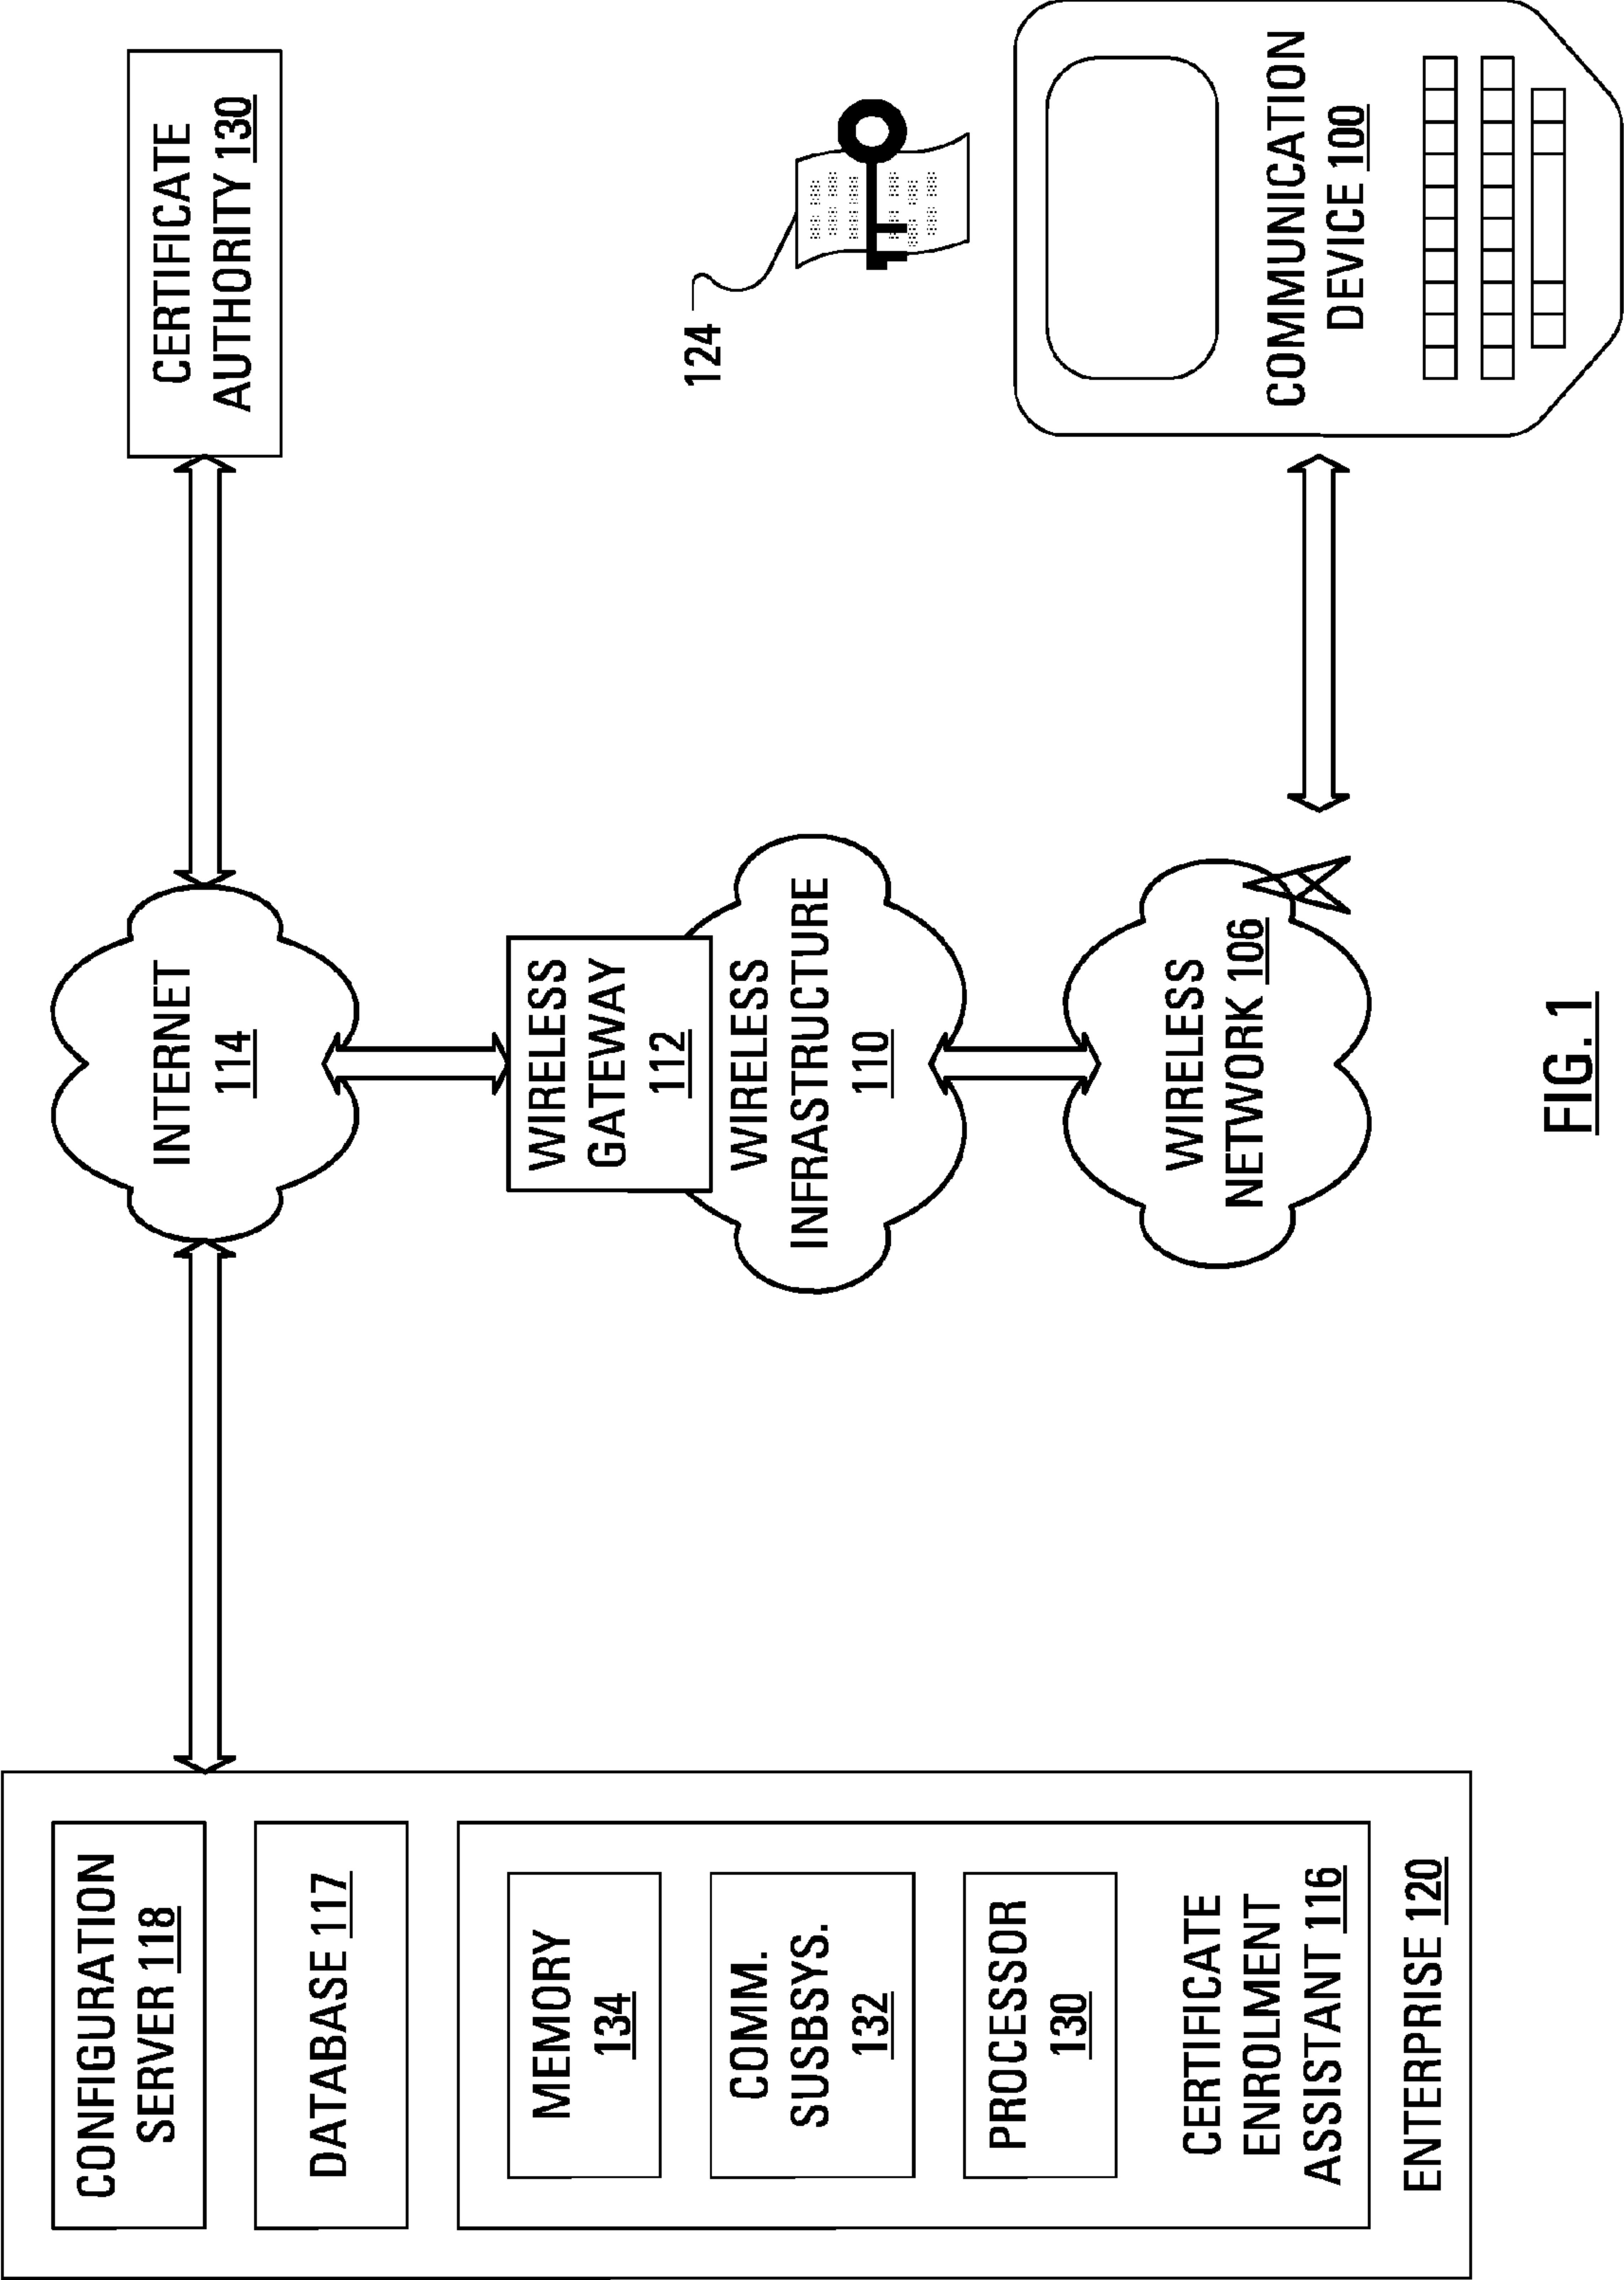 CONFIGURATION
SERVER 118
DATABASE 117
MEMORY
134
COMM.
SUSBSYS.
132
PROCESSOR
130
CERTIFICATE
ENROLMENT
ASSISTANT 116
ENTERPRISE 120
INTERNET
114
WIRELESS
GATEWAY
112
WIRELESS
INFRASTRUCTURE
110
WIRELESS
NETWORK 106
CERTIFICATE
AUTHORITY 130
124
COMMUNICATION
DEVICE 100
FIG. 1